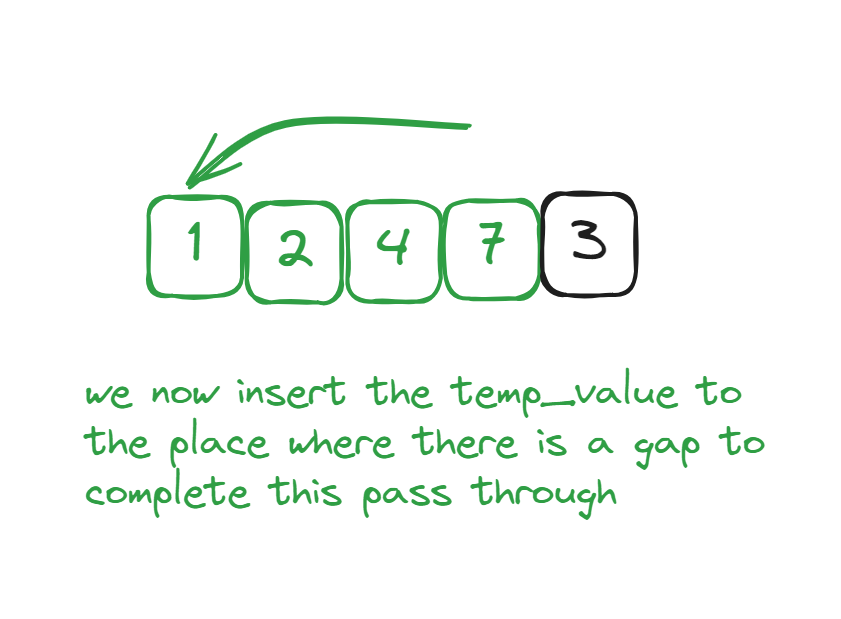 1 2 4 7 3
we now insert the temp_value to
the place where there is a gap to
complete this pass through